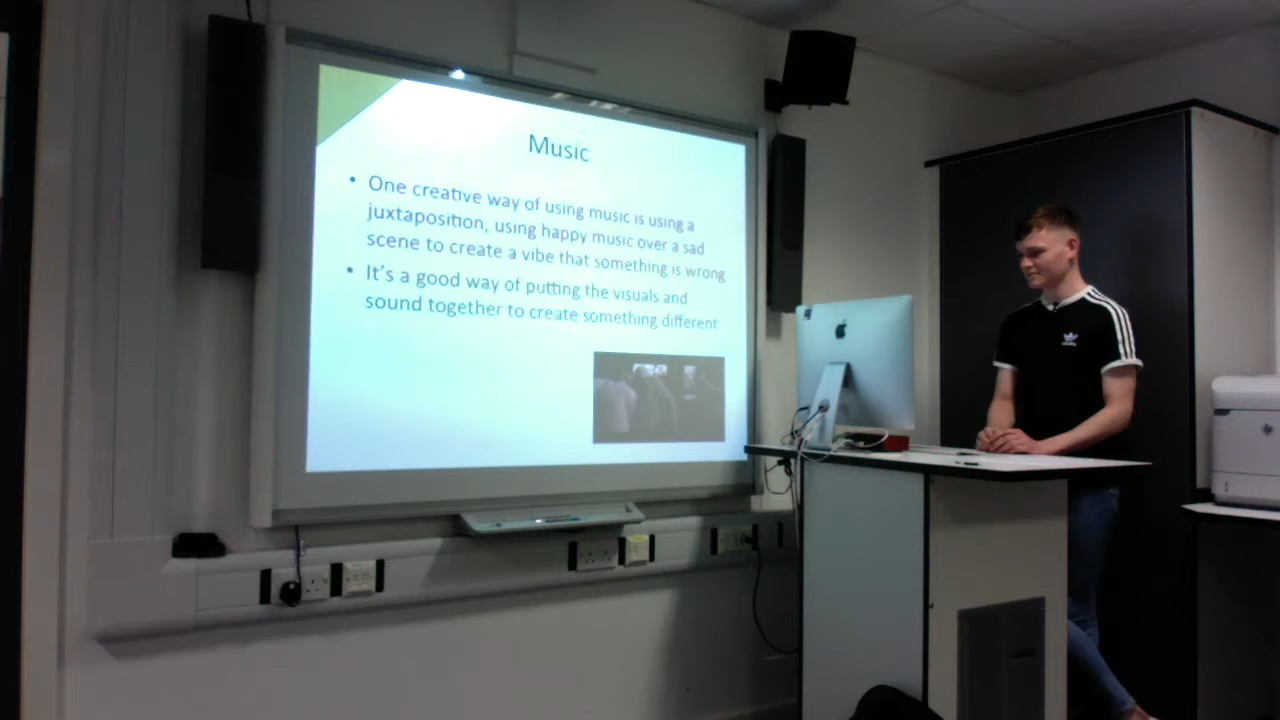 Music
• One creative way of using music is using a
juxtaposition, using happy music over a sad
scene to create a vibe that something is wrong
• It's a good way of putting the visuals and
sound together to create something different